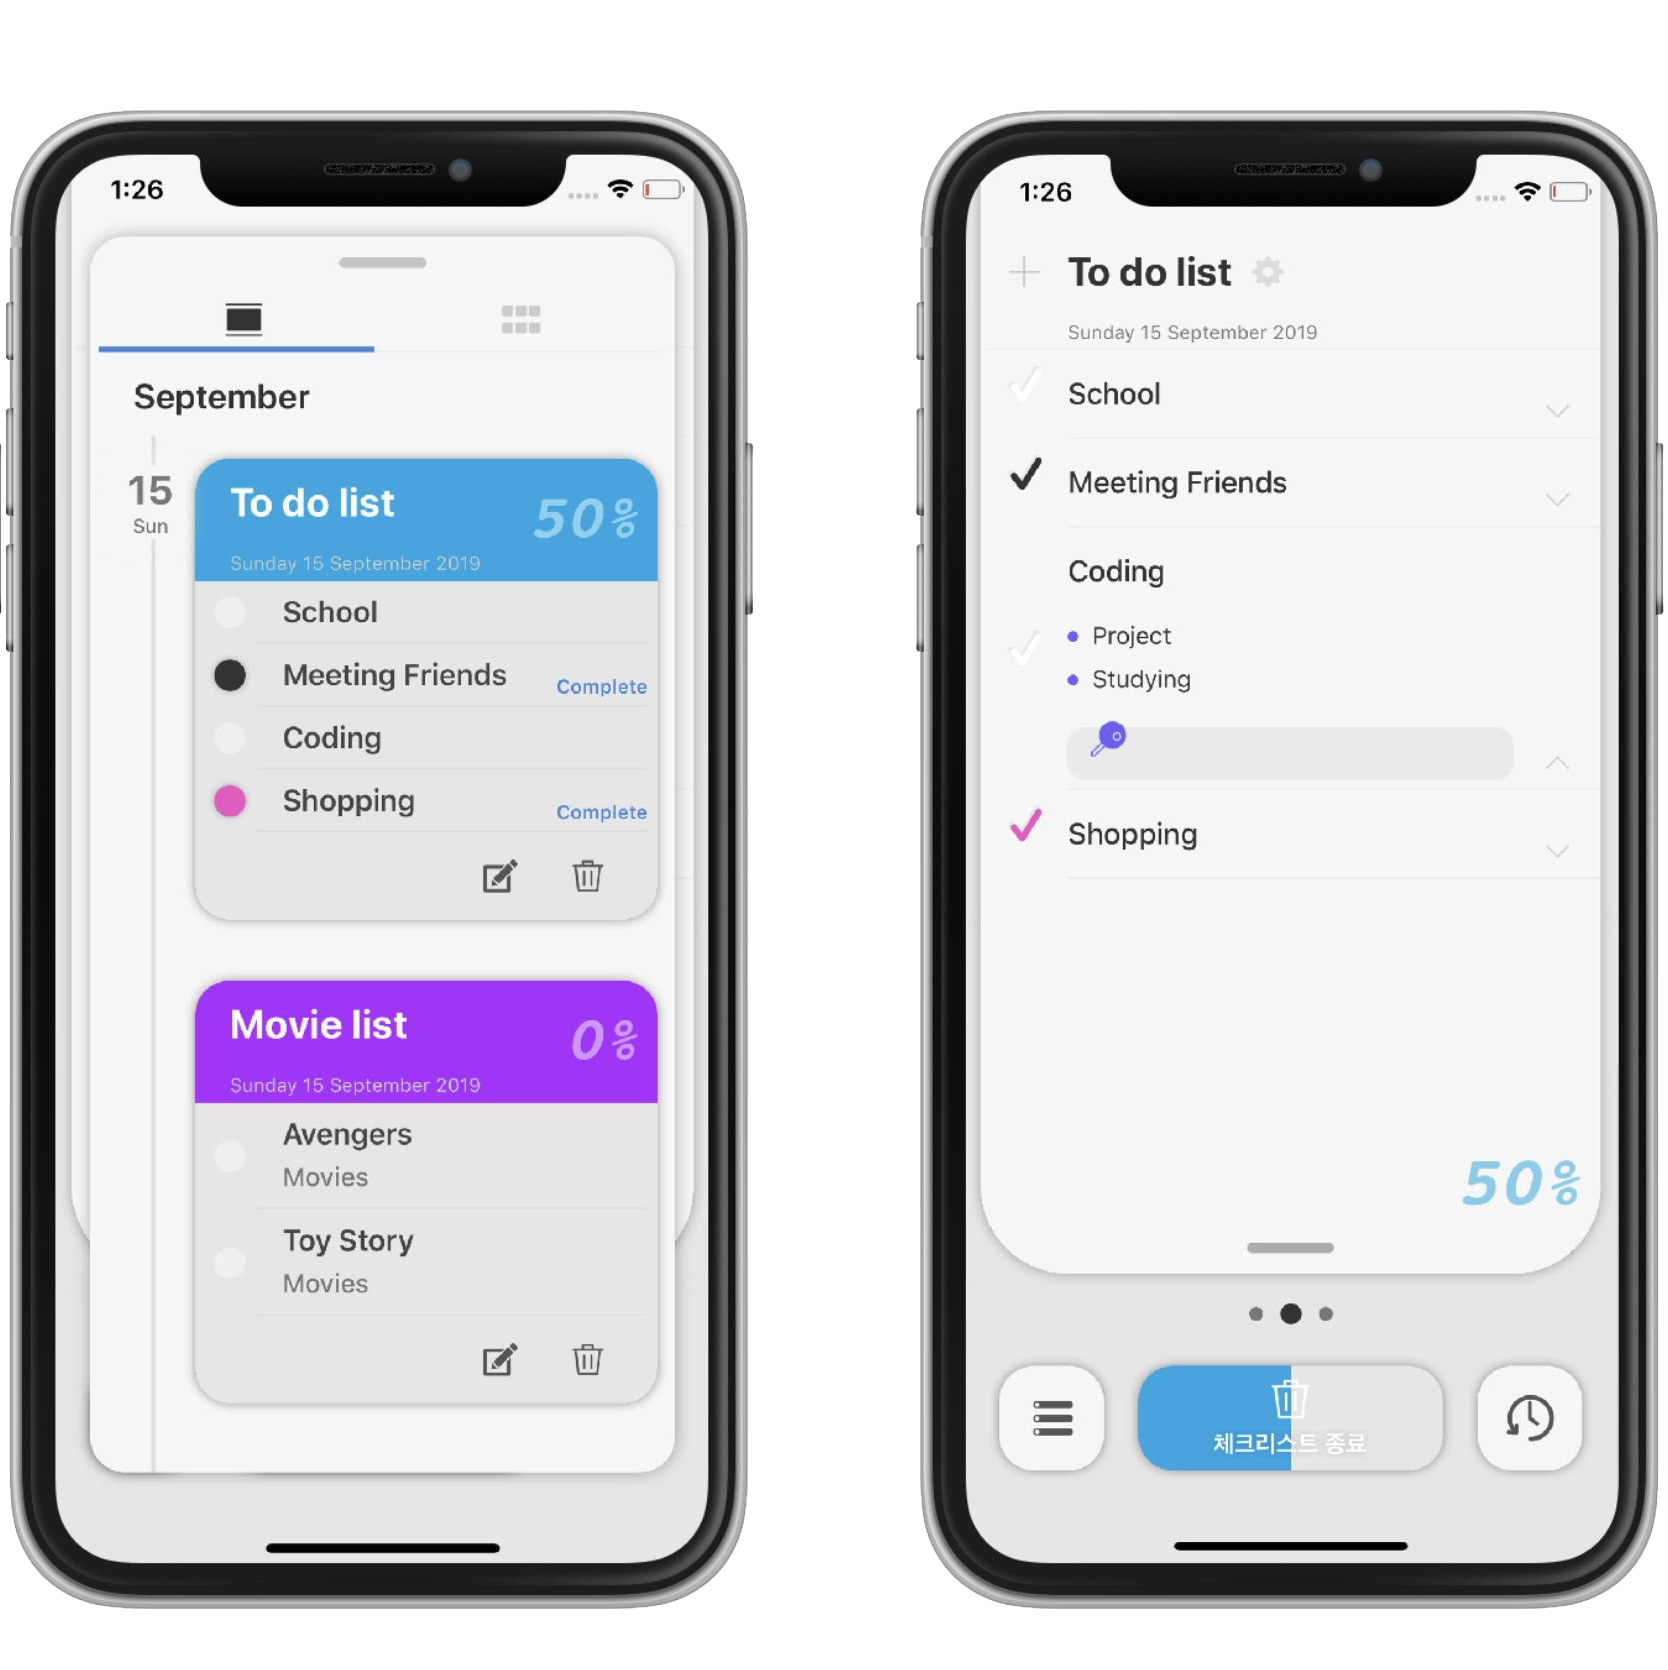 1:26
September
15
Sun
To do list
50%
Sunday 15 September 2019
School
Meeting Friends
Complete
Coding
Shopping
Complete
Movie list
0%
Sunday 15 September 2019
Avengers
Movies
Toy Story
Movies
1:26
To do list
Sunday 15 September 2019
School
Meeting Friends
Coding
Project
Studying
Shopping
50%
체크리스트 종료